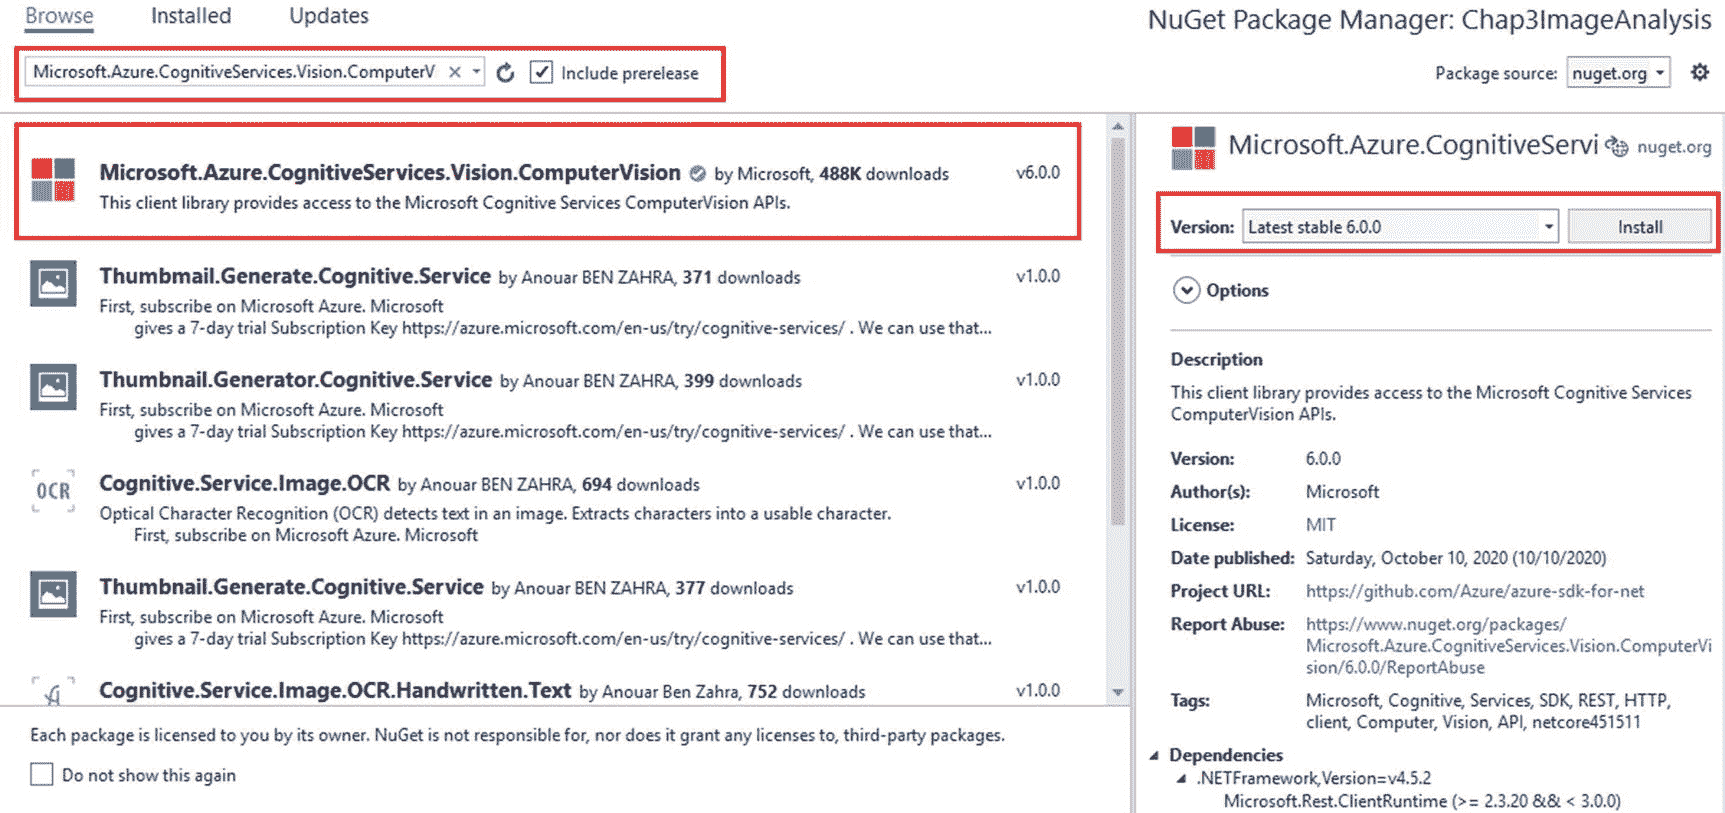 Browse Installed Updates
NuGet Package Manager: Chap3ImageAnalysis
Microsoft.Azure.CognitiveServices.Vision.ComputerV
Include prerelease
Package source: nuget.org
Microsoft.Azure.CognitiveServices.Vision.ComputerVision by Microsoft, 488K downloads v6.0.0
This client library provides access to the Microsoft Cognitive Services ComputerVision APIs.
Thumbmail.Generate.Cognitive.Service by Anouar BEN ZAHRA, 371 downloads v1.0.0
First, subscribe on Microsoft Azure. Microsoft
gives a 7-day trial Subscription Key https://azure.microsoft.com/en-us/try/cognitive-services/ . We can use that...
Thumbnail.Generator.Cognitive.Service by Anouar BEN ZAHRA, 399 downloads v1.0.0
First, subscribe on Microsoft Azure. Microsoft
gives a 7-day trial Subscription Key https://azure.microsoft.com/en-us/try/cognitive-services/ . We can use that...
OCR
Cognitive.Service.Image.OCR by Anouar BEN ZAHRA, 694 downloads v1.0.0
Optical Character Recognition (OCR) detects text in an image. Extracts characters into a usable character.
First, subscribe on Microsoft Azure. Microsoft
Thumbnail.Generate.Cognitive.Service by Anouar BEN ZAHRA, 377 downloads v1.0.0
First, subscribe on Microsoft Azure. Microsoft
gives a 7-day trial Subscription Key https://azure.microsoft.com/en-us/try/cognitive-services/ . We can use that...
Cognitive.Service.Image.OCR.Handwritten.Text by Anouar Ben Zahra, 752 downloads v1.0.0
Each package is licensed to you by its owner. NuGet is not responsible for, nor does it grant any licenses to, third-party packages.
Do not show this again
Microsoft.Azure.CognitiveServi nuget.org
Version: Latest stable 6.0.0 Install
Options
Description
This client library provides access to the Microsoft Cognitive Services
ComputerVision APIs.
Version: 6.0.0
Author(s): Microsoft
License: MIT
Date published: Saturday, October 10, 2020 (10/10/2020)
Project URL: https://github.com/Azure/azure-sdk-for-net
Report Abuse: https://www.nuget.org/packages/
Microsoft.Azure.CognitiveServices.Vision.ComputerVi
sion/6.0.0/ReportAbuse
Tags: Microsoft, Cognitive, Services, SDK, REST, HTTP,
client, Computer, Vision, API, netcore451511
Dependencies
.NETFramework,Version=v4.5.2
Microsoft.Rest.ClientRuntime (>= 2.3.20 && < 3.0.0)